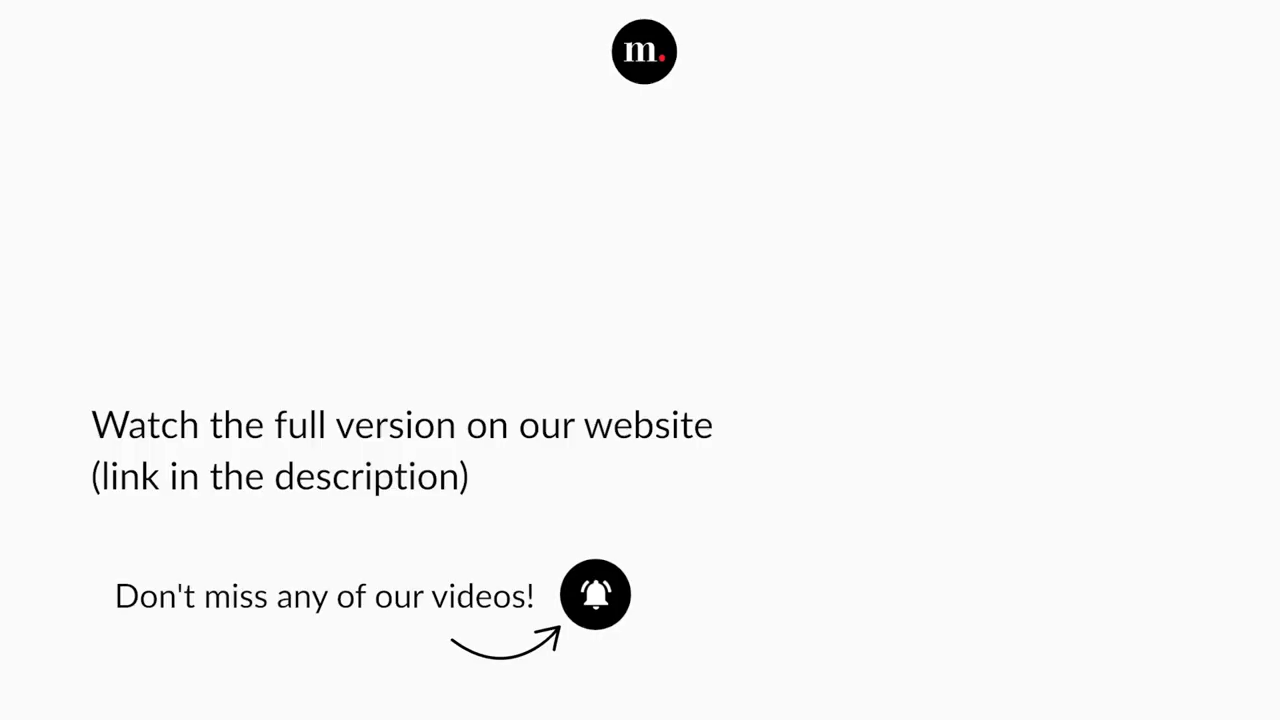 m.
Watch the full version on our website
(link in the description)
Don't miss any of our videos!